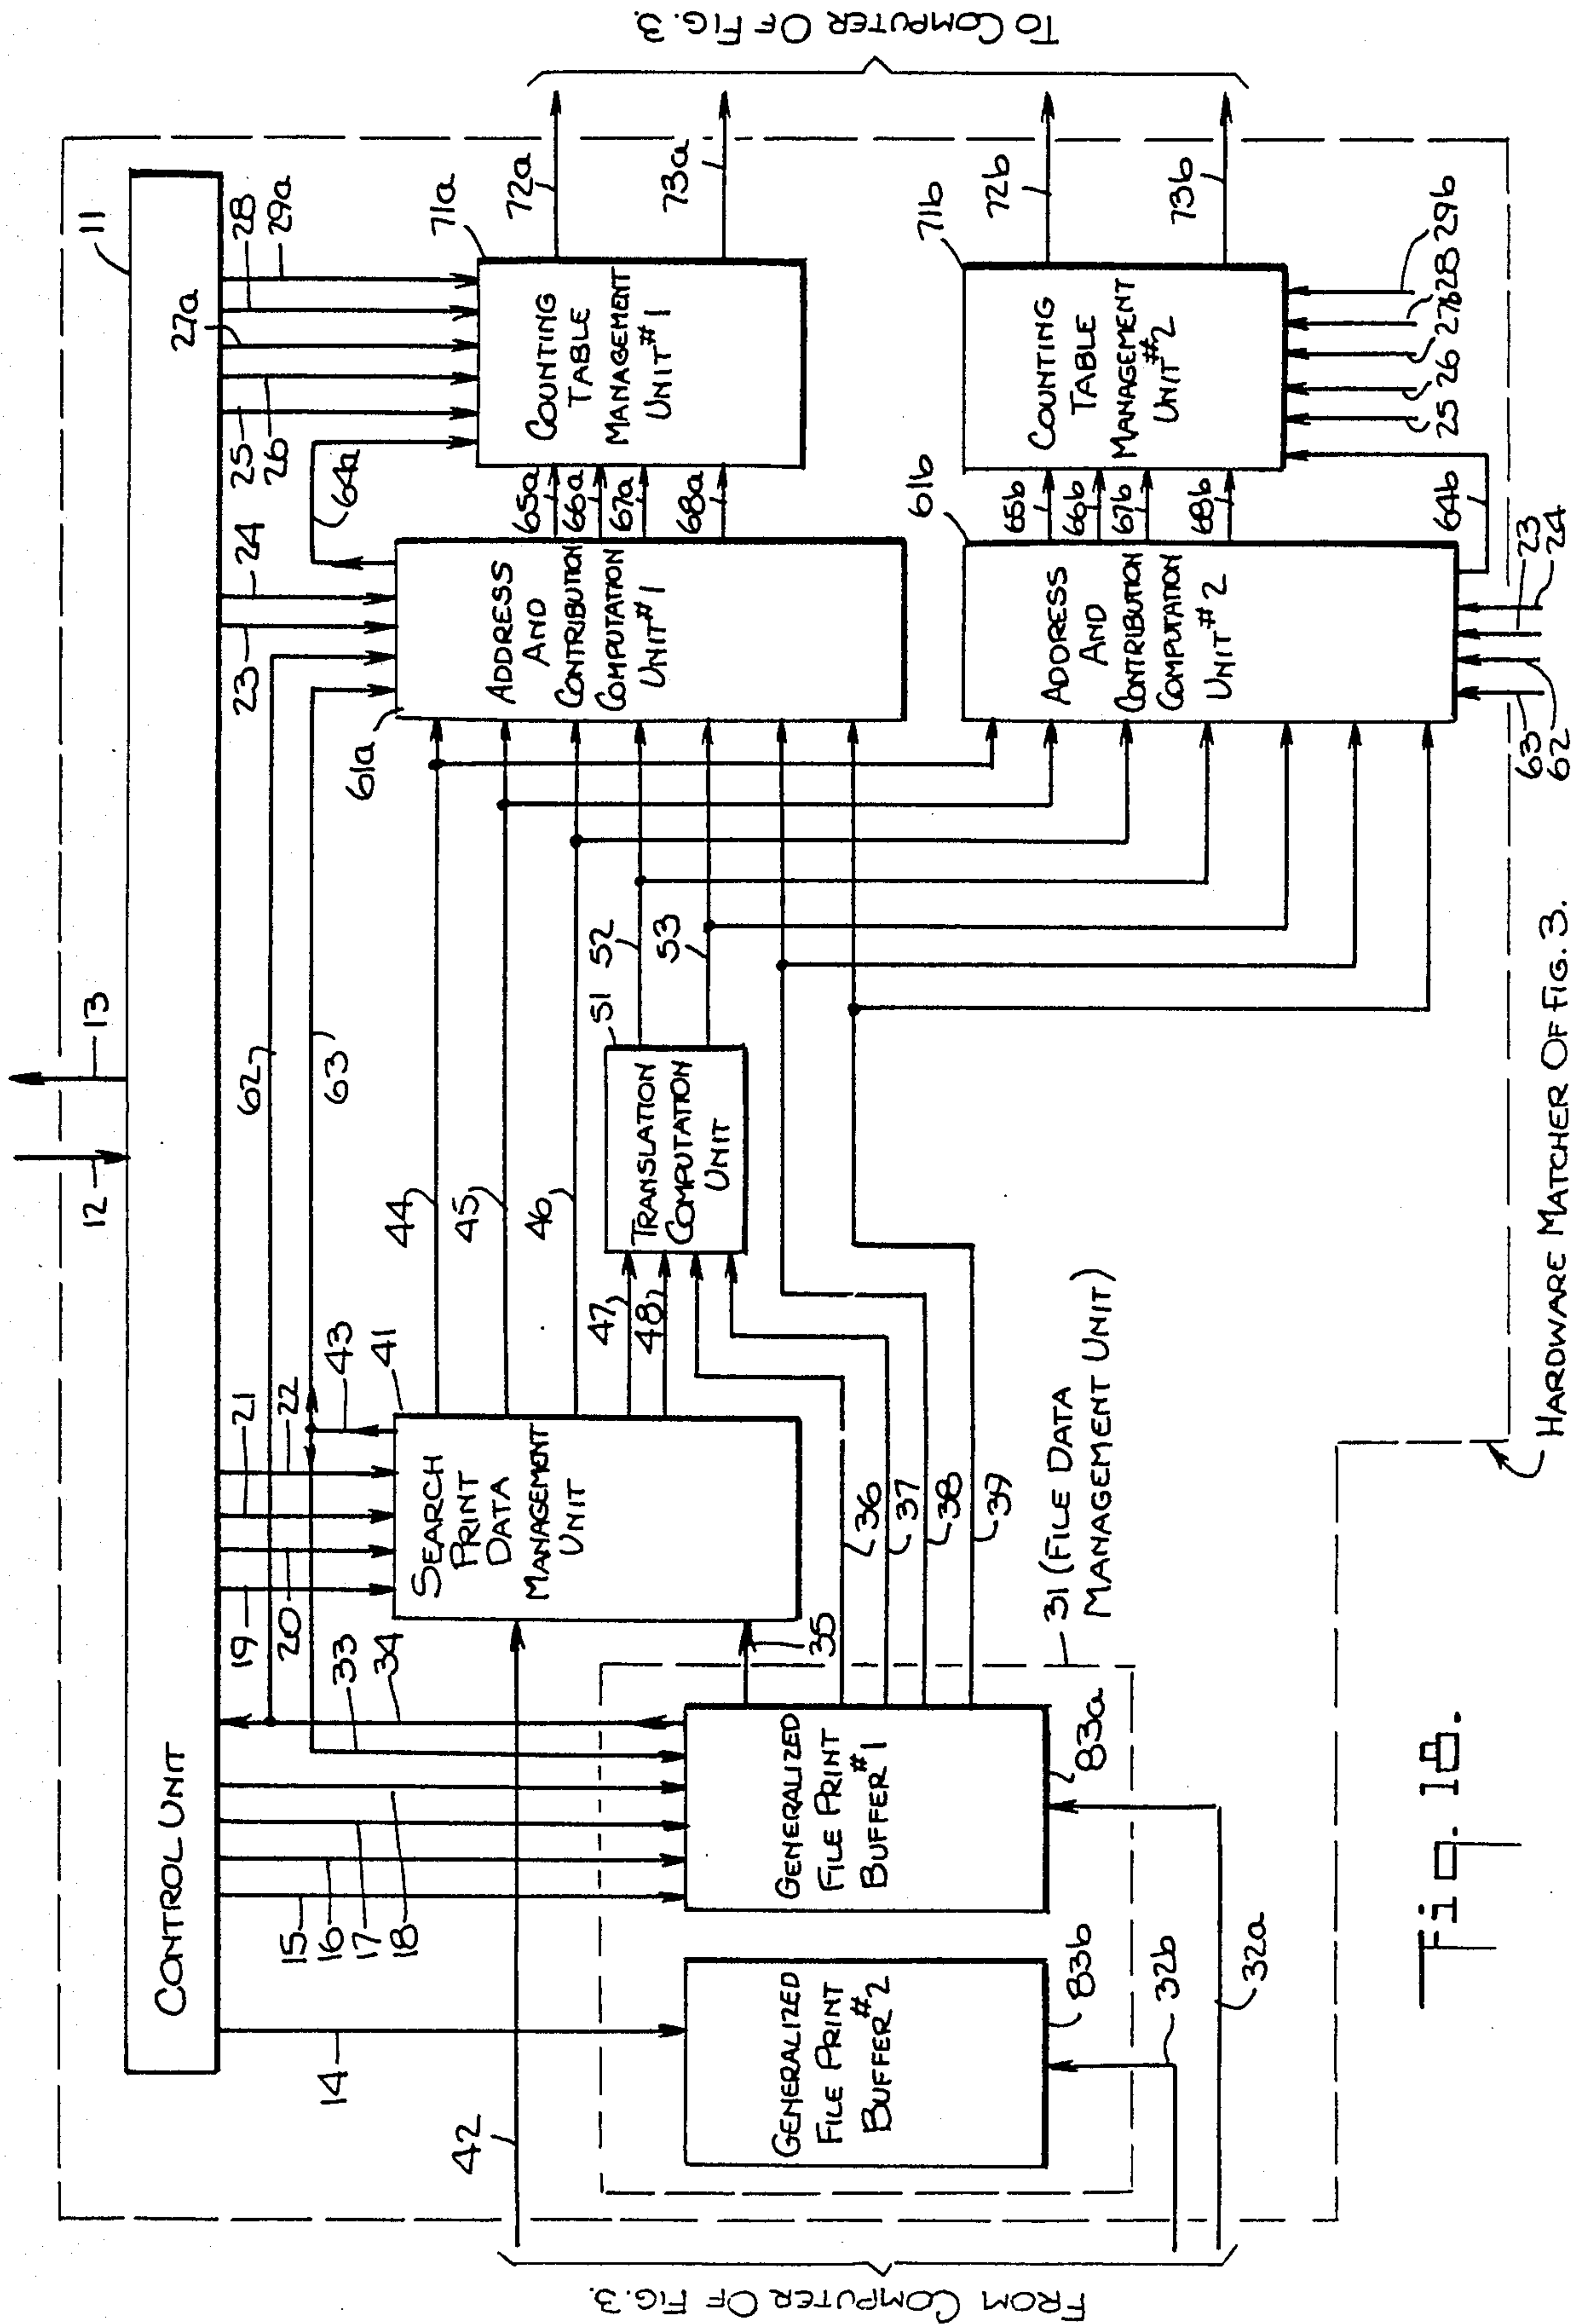 CONTROL UNIT
11
12
13
14
15
16
17
18
33
34
19
20
21
22
43
41
62
63
23
24
64a
25
26
27a
28
29a
42
SEARCH
PRINT
DATA
MANAGEMENT
UNIT
44
45
46
47
48
35
TRANSLATION
COMPUTATION
UNIT
51
52
53
61a
ADDRESS
AND
CONTRIBUTION
COMPUTATION
UNIT #1
65a
66a
67a
68a
71a
COUNTING
TABLE
MANAGEMENT
UNIT #1
72a
73a
GENERALIZED
FILE PRINT
BUFFER #2
83b
GENERALIZED
FILE PRINT
BUFFER #1
83a
36
37
38
39
31 (FILE DATA
MANAGEMENT UNIT)
32b
32a
61b
ADDRESS
AND
CONTRIBUTION
COMPUTATION
UNIT #2
65b
66b
67b
68b
64b
63
62
23
24
71b
COUNTING
TABLE
MANAGEMENT
UNIT #2
72b
73b
25
26
27b
28
29b
FROM COMPUTER OF FIG. 3.
TO COMPUTER OF FIG. 3.
HARDWARE MATCHER OF FIG. 3.
Fig. 1B.